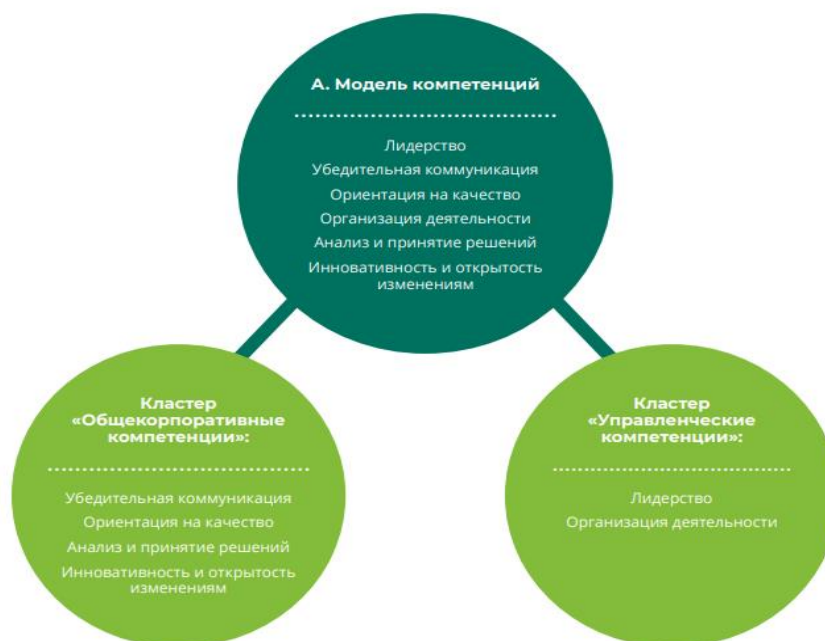 А. Модель компетенций
Лидерство
Убедительная коммуникация
Ориентация на качество
Организация деятельности
Анализ и принятие решений
Инновативность и открытость
изменениям
Кластер
«Общекорпоративные
компетенции»:
Убедительная коммуникация
Ориентация на качество
Анализ и принятие решений
Инновативность и открытость
изменениям
Кластер
«Управленческие
компетенции»:
Лидерство
Организация деятельности